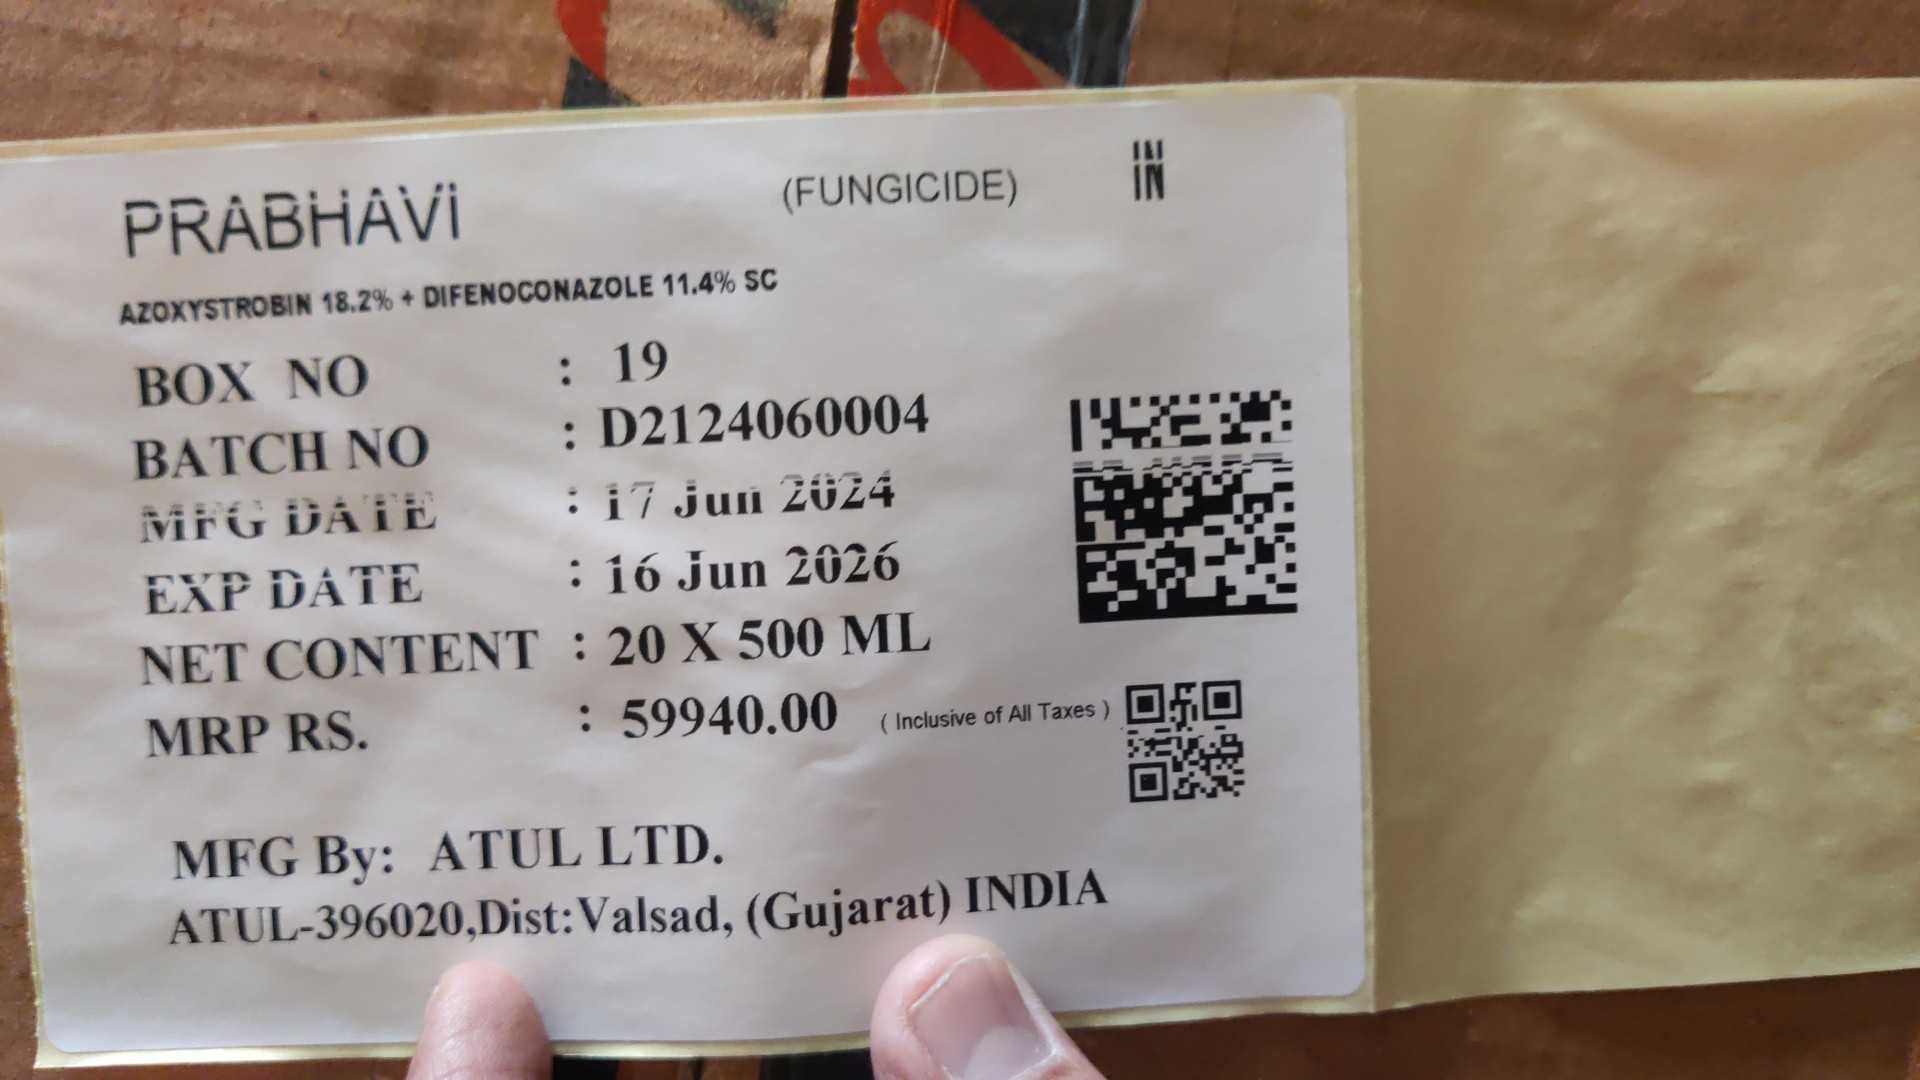 PRABHAVI (FUNGICIDE) IN
AZOXYSTROBIN 18.2% + DIFENOCONAZOLE 11.4% SC
BOX NO : 19
BATCH NO : D2124060004
MFG DATE : 17 Jun 2024
EXP DATE : 16 Jun 2026
NET CONTENT : 20 X 500 ML
MRP RS. : 59940.00 ( Inclusive of All Taxes )
MFG By: ATUL LTD.
ATUL-396020,Dist:Valsad, (Gujarat) INDIA